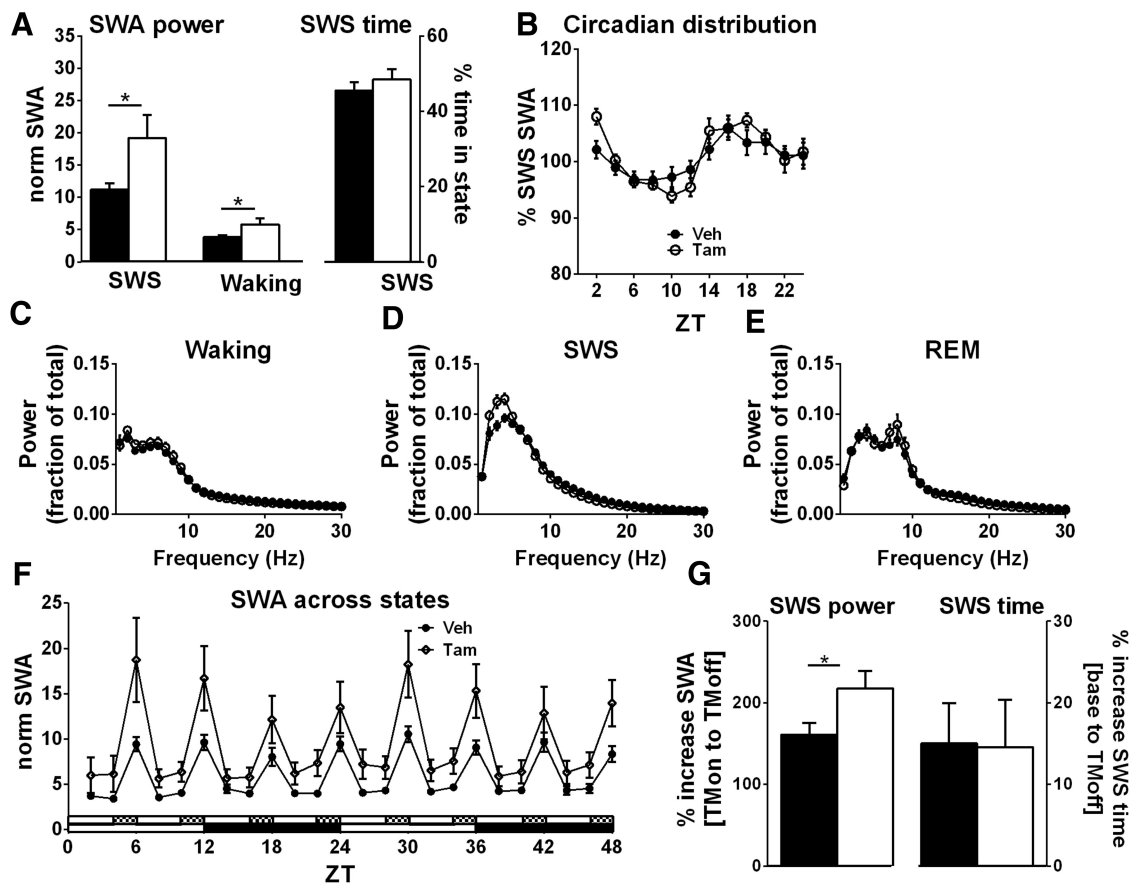 A
SWA power
SWS time
35
30
25
20
15
10
5
0
norm SWA
*
*
SWS
Waking
SWS
60
40
20
0
% time in state
B
Circadian distribution
120
110
100
90
80
% SWS SWA
Veh
Tam
2
6
10
14
18
22
ZT
C
Waking
0.15
0.10
0.05
0.00
Power
(fraction of total)
10
20
30
Frequency (Hz)
D
SWS
0.15
0.10
0.05
0.00
Power
(fraction of total)
10
20
30
Frequency (Hz)
E
REM
0.15
0.10
0.05
0.00
Power
(fraction of total)
10
20
30
Frequency (Hz)
F
SWA across states
25
20
15
10
5
0
norm SWA
Veh
Tam
0
6
12
18
24
30
36
42
48
ZT
G
SWS power
SWS time
300
200
100
0
% increase SWA
[TMon to TMoff]
*
30
20
10
0
% increase SWS time
[base to TMoff]